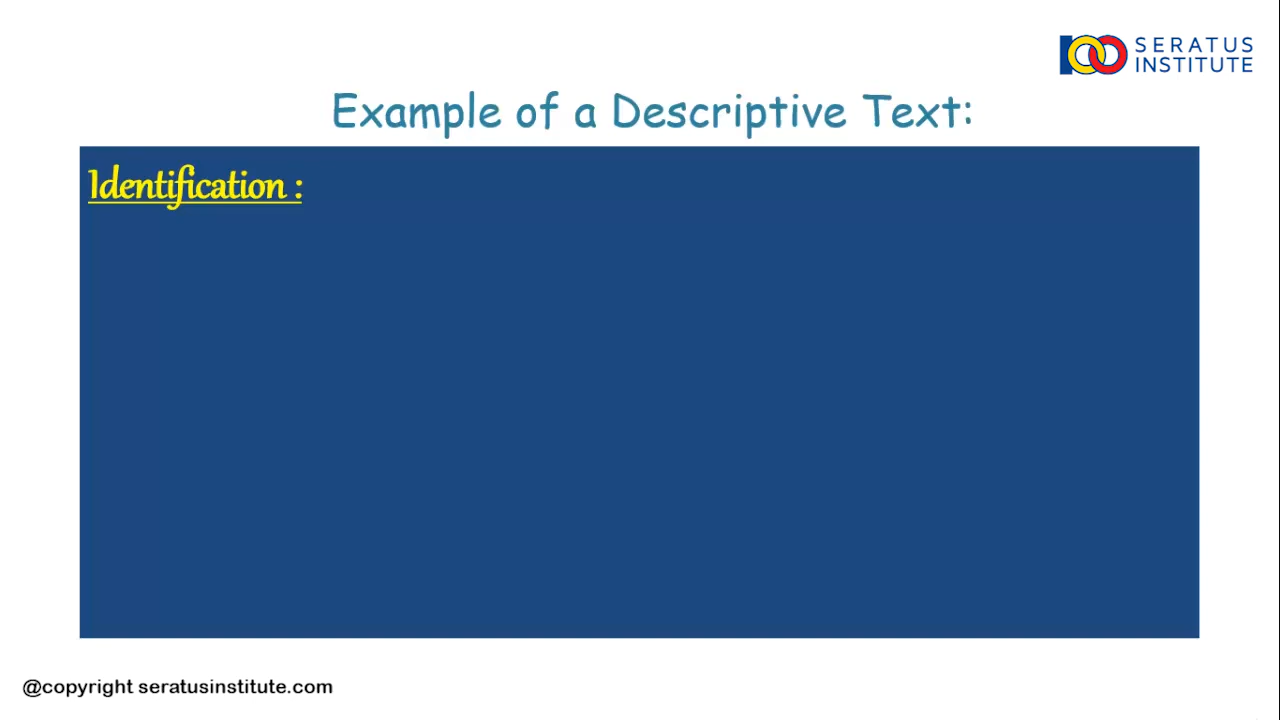 SERATUS
INSTITUTE
Example of a Descriptive Text:
Identification :
@copyright seratusinstitute.com